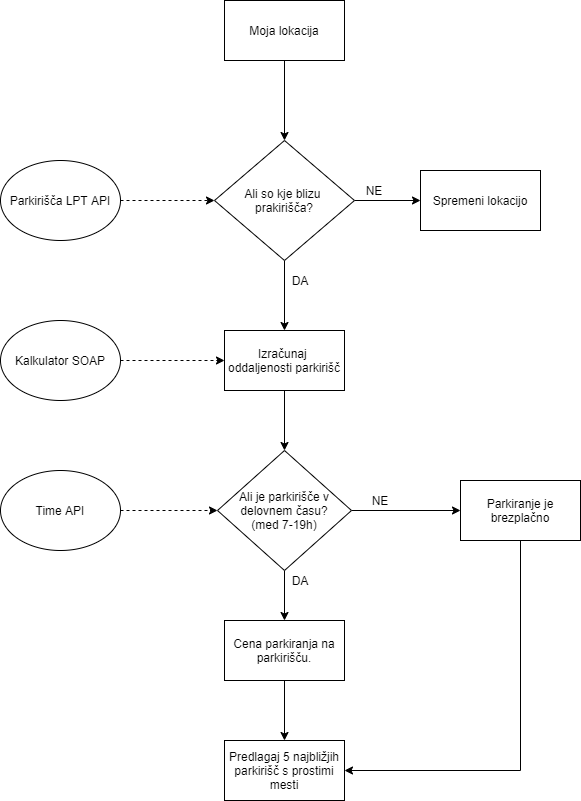 Moja lokacija
Parkirišča LPT API
Ali so kje blizu
prakirišča?
NE
Spremeni lokacijo
DA
Kalkulator SOAP
Izračunaj
oddaljenosti parkirišč
Time API
Ali je parkirišče v
delovnem času?
(med 7-19h)
NE
Parkiranje je
brezplačno
DA
Cena parkiranja na
parkirišču.
Predlagaj 5 najbližjih
parkirišč s prostimi
mesti